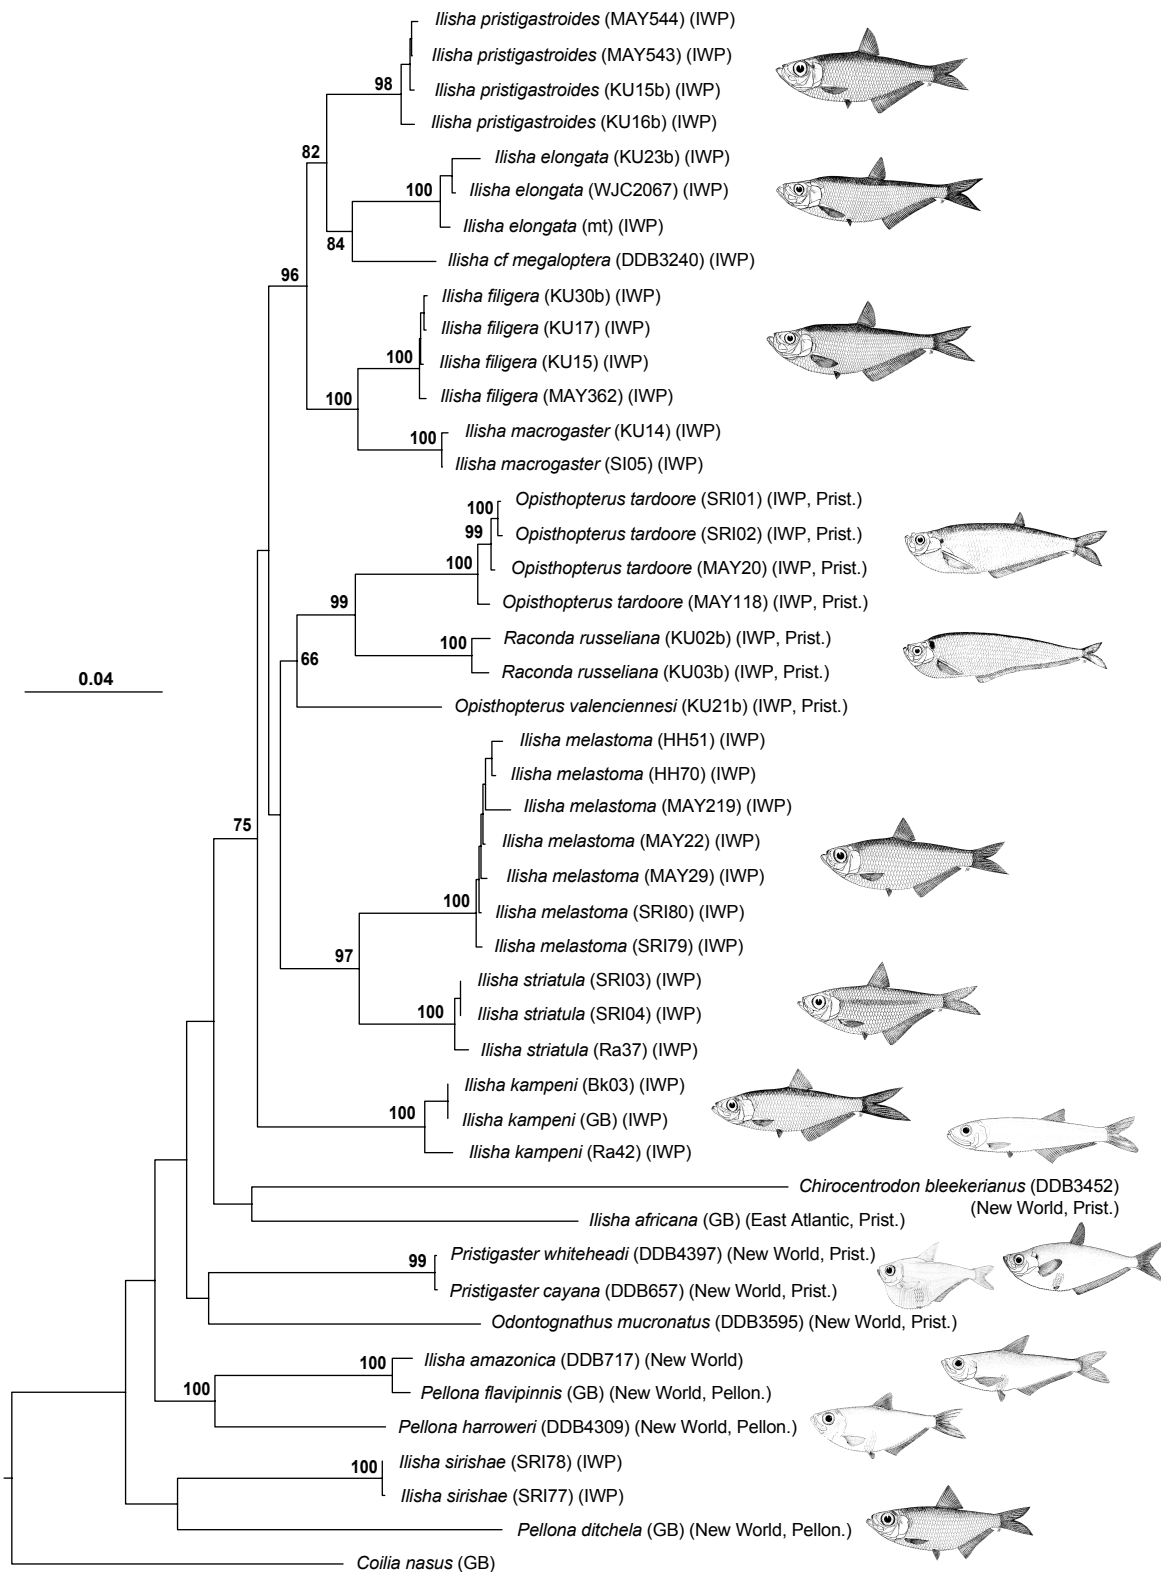 Ilisha pristigastroides (MAY544) (IWP)
Ilisha pristigastroides (MAY543) (IWP)
98
Ilisha pristigastroides (KU15b) (IWP)
Ilisha pristigastroides (KU16b) (IWP)
82
Ilisha elongata (KU23b) (IWP)
100
Ilisha elongata (WJC2067) (IWP)
Ilisha elongata (mt) (IWP)
84
Ilisha cf megaloptera (DDB3240) (IWP)
96
Ilisha filigera (KU30b) (IWP)
Ilisha filigera (KU17) (IWP)
100
Ilisha filigera (KU15) (IWP)
Ilisha filigera (MAY362) (IWP)
100
100
Ilisha macrogaster (KU14) (IWP)
Ilisha macrogaster (SI05) (IWP)
Opisthopterus tardoore (SRI01) (IWP, Prist.)
100
99
Opisthopterus tardoore (SRI02) (IWP, Prist.)
100
Opisthopterus tardoore (MAY20) (IWP, Prist.)
Opisthopterus tardoore (MAY118) (IWP, Prist.)
99
100
Raconda russeliana (KU02b) (IWP, Prist.)
66
Raconda russeliana (KU03b) (IWP, Prist.)
0.04
Opisthopterus valenciennesi (KU21b) (IWP, Prist.)
Ilisha melastoma (HH51) (IWP)
Ilisha melastoma (HH70) (IWP)
Ilisha melastoma (MAY219) (IWP)
75
Ilisha melastoma (MAY22) (IWP)
Ilisha melastoma (MAY29) (IWP)
100
Ilisha melastoma (SRI80) (IWP)
Ilisha melastoma (SRI79) (IWP)
97
Ilisha striatula (SRI03) (IWP)
100
Ilisha striatula (SRI04) (IWP)
Ilisha striatula (Ra37) (IWP)
Ilisha kampeni (Bk03) (IWP)
100
Ilisha kampeni (GB) (IWP)
Ilisha kampeni (Ra42) (IWP)
Chirocentrodon bleekerianus (DDB3452)
(New World, Prist.)
Ilisha africana (GB) (East Atlantic, Prist.)
99
Pristigaster whiteheadi (DDB4397) (New World, Prist.)
Pristigaster cayana (DDB657) (New World, Prist.)
Odontognathus mucronatus (DDB3595) (New World, Prist.)
100
Ilisha amazonica (DDB717) (New World)
100
Pellona flavipinnis (GB) (New World, Pellon.)
Pellona harroweri (DDB4309) (New World, Pellon.)
100
Ilisha sirishae (SRI78) (IWP)
Ilisha sirishae (SRI77) (IWP)
Pellona ditchela (GB) (New World, Pellon.)
Coilia nasus (GB)